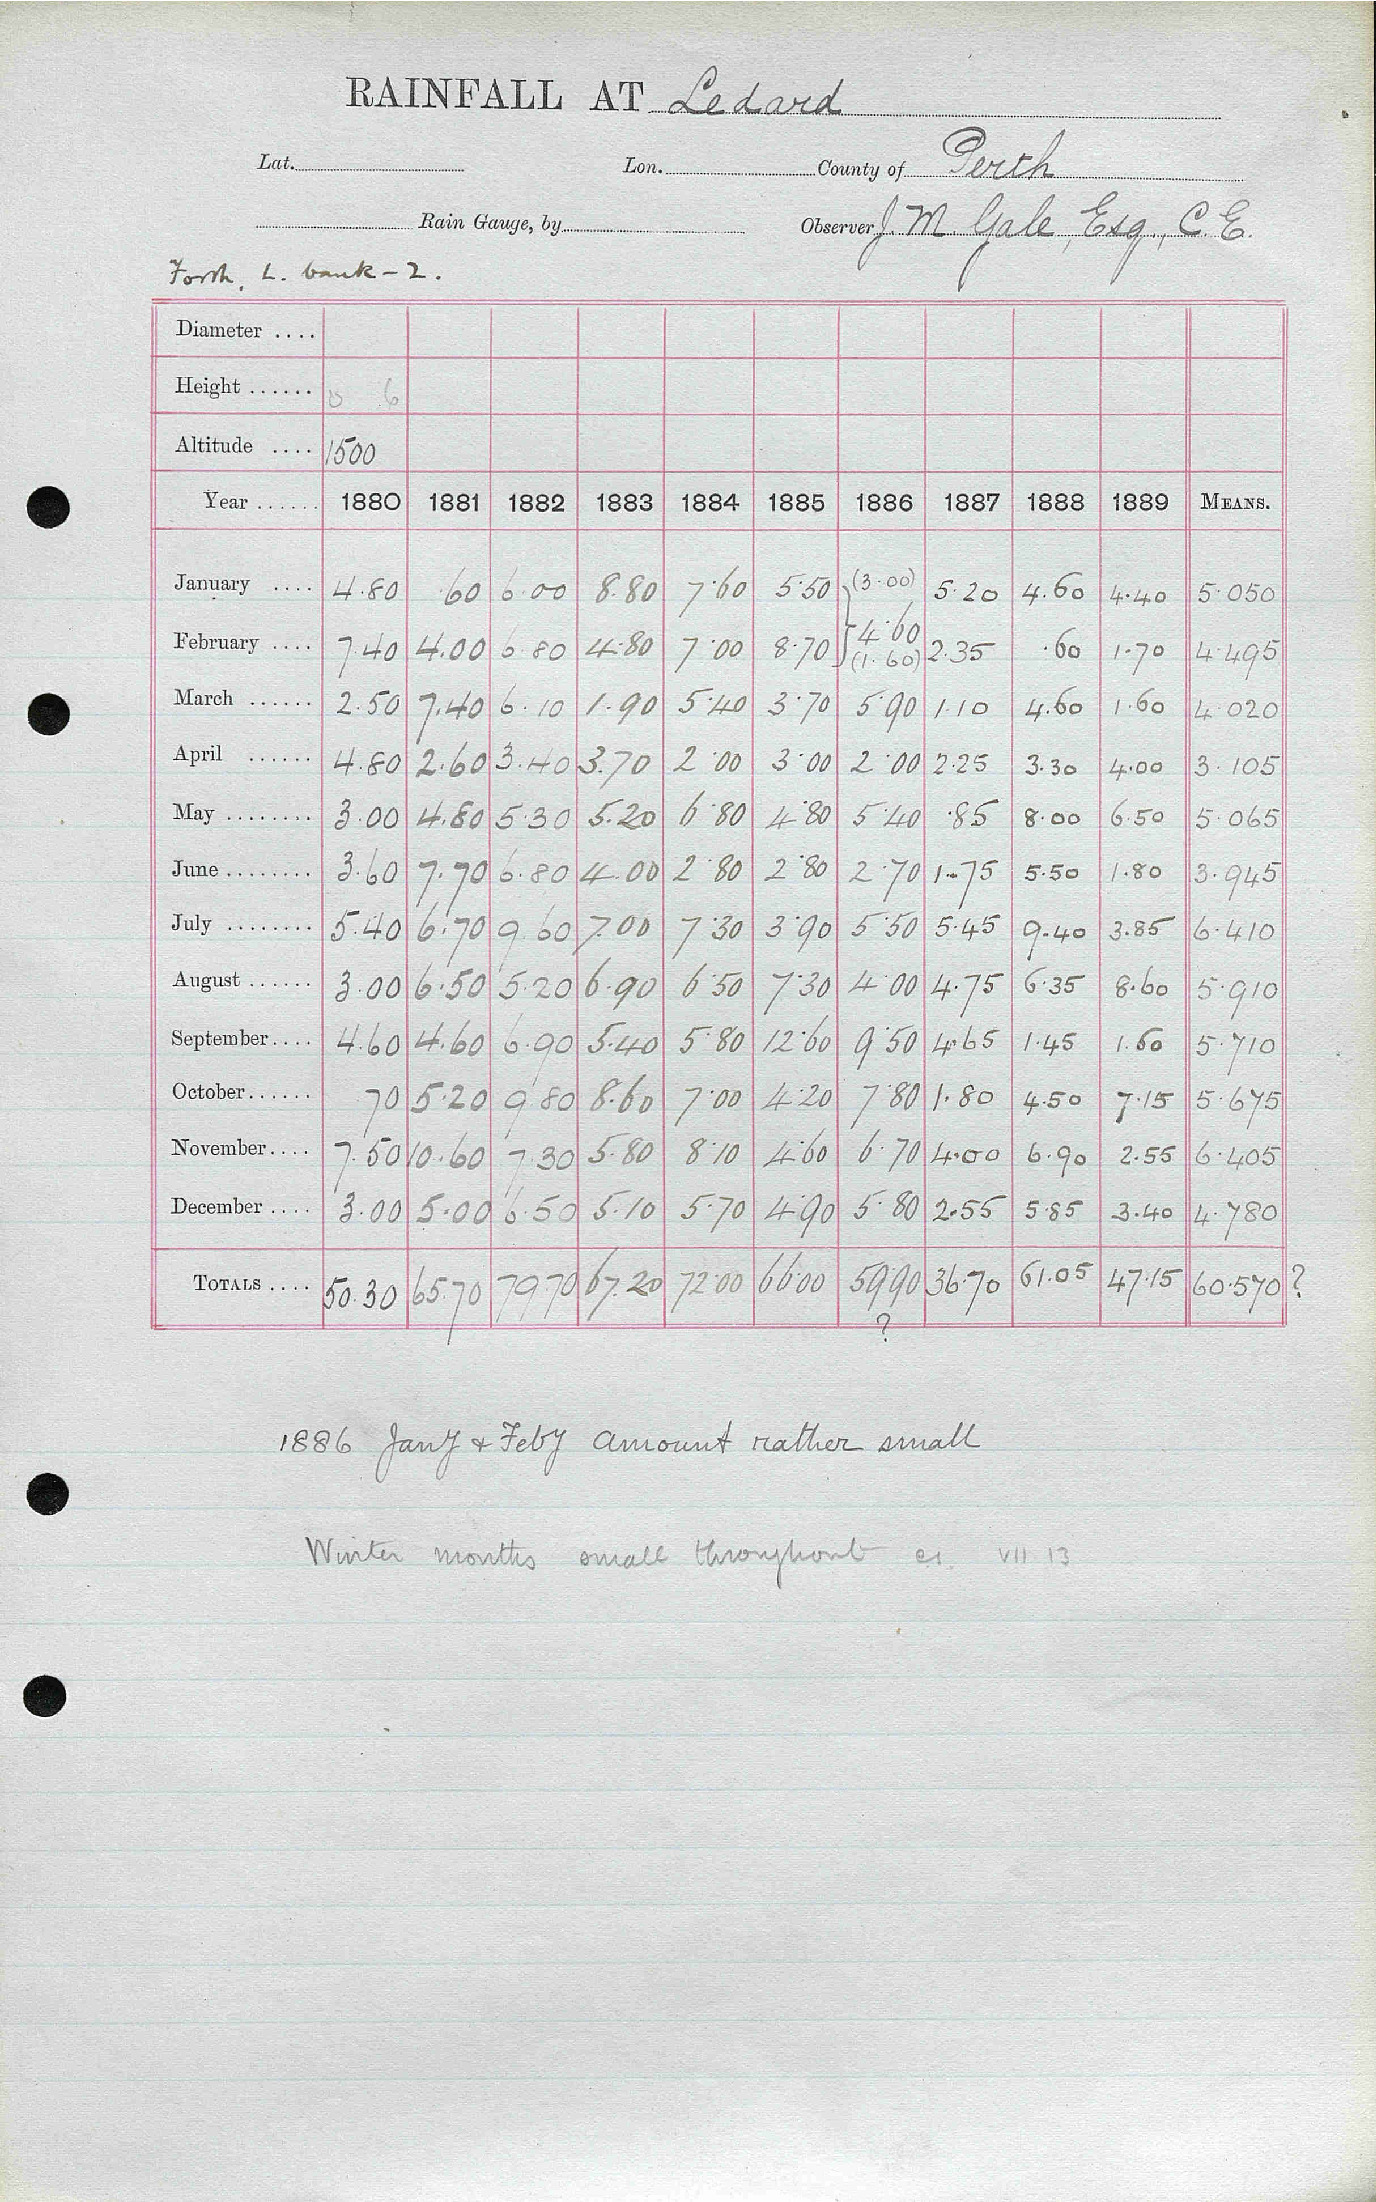 RAINFALL AT Ledard
Lat. Lon. County of Perth
Rain Gauge, by Observer J. M. Gale, Esq., C.E.
Forth, L. bank - 2.
Diameter ....
Height ...... 0 6
Altitude .... 1500
Year ...... 1880 1881 1882 1883 1884 1885 1886 1887 1888 1889 MEANS.
January .... 4.80 .60 6.00 8.80 7.60 5.50 (3.00) 5.20 4.60 4.40 5.050
4.60
February .... 7.40 4.00 6.80 4.80 7.00 8.70 (1.60) 2.35 .60 1.70 4.495
March ...... 2.50 7.40 6.10 1.90 5.40 3.70 5.90 1.10 4.60 1.60 4.020
April ...... 4.80 2.60 3.40 3.70 2.00 3.00 2.00 2.25 3.30 4.00 3.105
May ........ 3.00 4.80 5.30 5.20 6.80 4.80 5.40 .85 8.00 6.50 5.065
June ........ 3.60 7.70 6.80 4.00 2.80 2.80 2.70 1.75 5.50 1.80 3.945
July ........ 5.40 6.70 9.60 7.00 7.30 3.90 5.50 5.45 9.40 3.85 6.410
August ...... 3.00 6.50 5.20 6.90 6.50 7.30 4.00 4.75 6.35 8.60 5.910
September.... 4.60 4.60 6.90 5.40 5.80 12.60 9.50 4.65 1.45 1.60 5.710
October...... 70 5.20 9.80 8.60 7.00 4.20 7.80 1.80 4.50 7.15 5.675
November.... 7.50 10.60 7.30 5.80 8.10 4.60 6.70 4.00 6.90 2.55 6.405
December .... 3.00 5.00 6.50 5.10 5.70 4.90 5.80 2.55 5.85 3.40 4.780
TOTALS .... 50.30 65.70 79.70 67.20 72.00 66.00 59.90 36.70 61.05 47.15 60.570 ?
?
1886 Jany & Feby amount rather small
Winter months small throughout VII 13